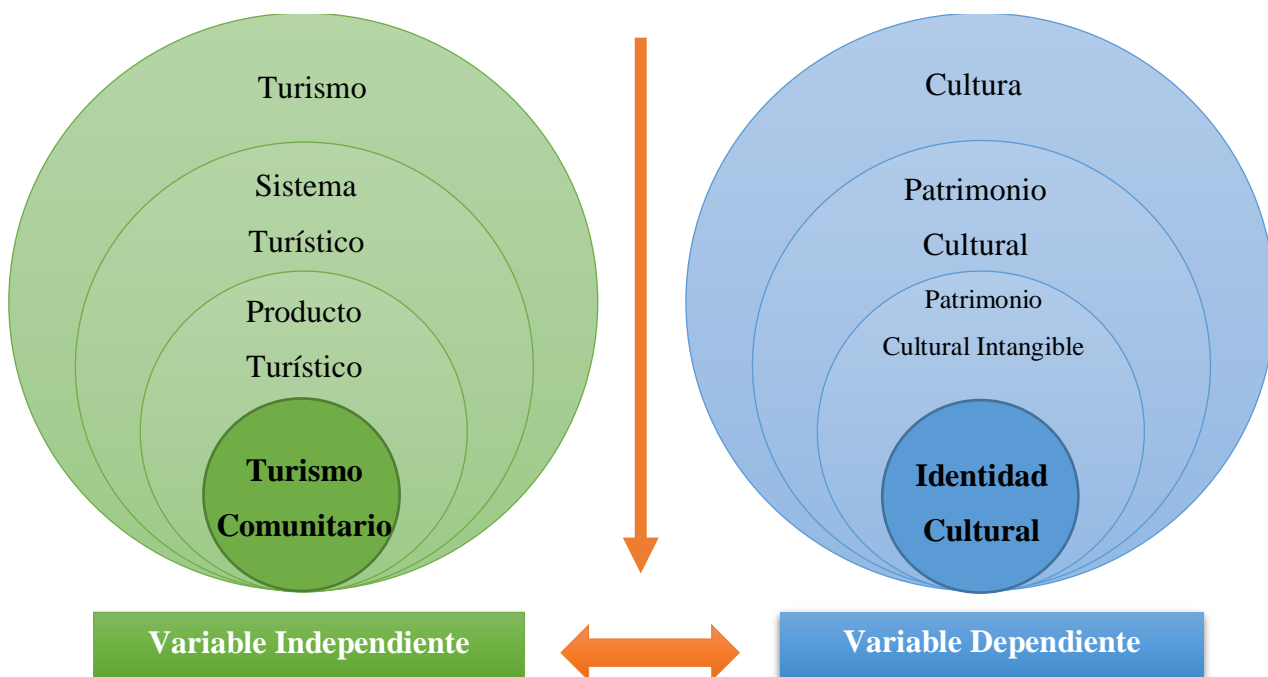 Turismo
Sistema
Turístico
Producto
Turístico
Turismo
Comunitario
Variable Independiente
Cultura
Patrimonio
Cultural
Patrimonio
Cultural Intangible
Identidad
Cultural
Variable Dependiente